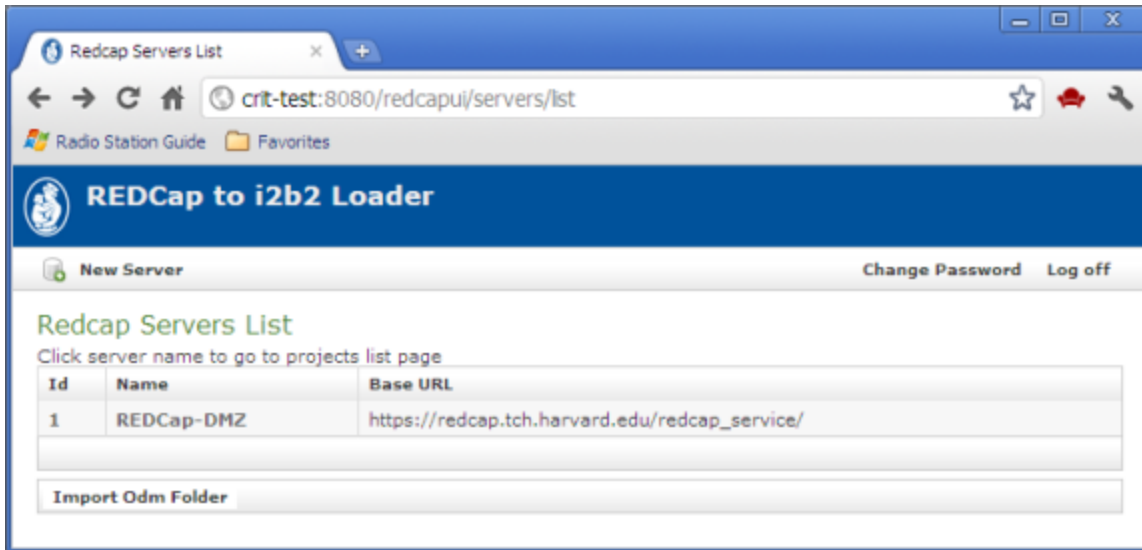 Redcap Servers List
crit-test:8080/redcapui/servers/list
Radio Station Guide Favorites
REDCap to i2b2 Loader
New Server Change Password Log off
Redcap Servers List
Click server name to go to projects list page
Id Name Base URL
1 REDCap-DMZ https://redcap.tch.harvard.edu/redcap_service/
Import Odm Folder